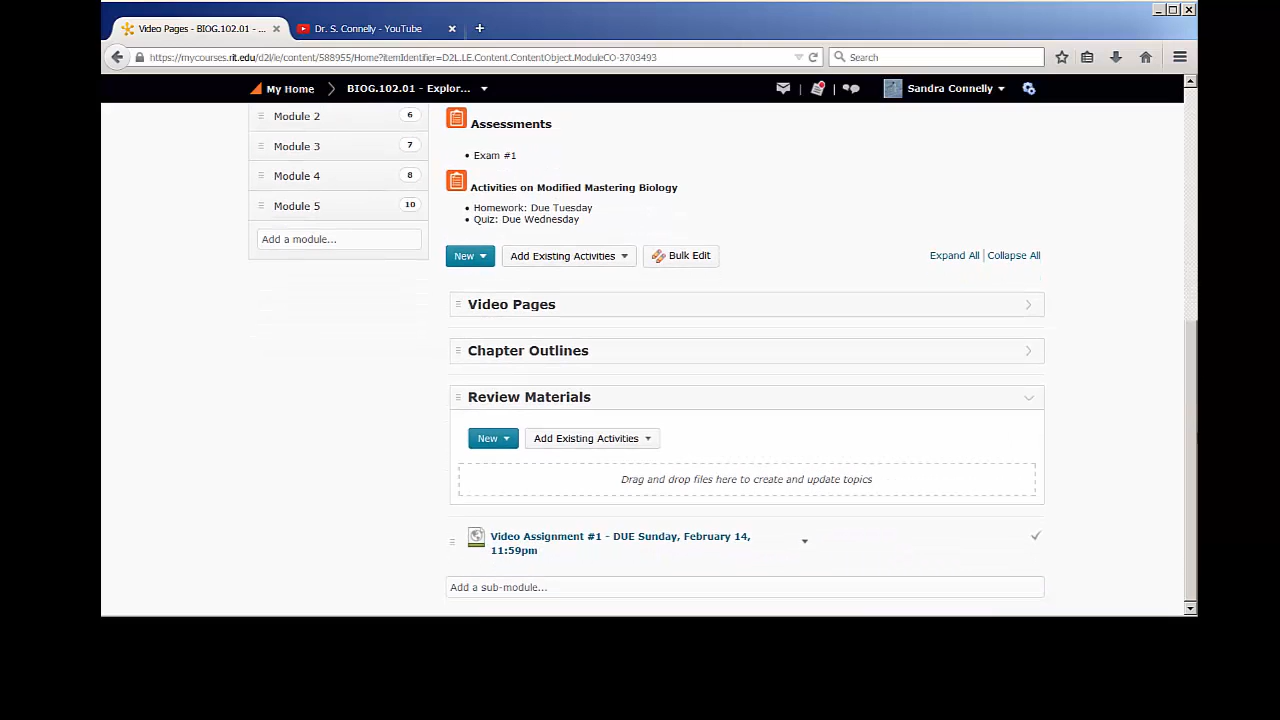 Video Pages - BIOG.102.01 - ...
Dr. S. Connelly - YouTube
https://mycourses.rit.edu/d2l/le/content/588955/Home?itemIdentifier=D2L.LE.Content.ContentObject.ModuleCO-3703493
Search
My Home
BIOG.102.01 - Explor...
Sandra Connelly
Module 2 6
Module 3 7
Module 4 8
Module 5 10
Add a module...
Assessments
• Exam #1
Activities on Modified Mastering Biology
• Homework: Due Tuesday
• Quiz: Due Wednesday
New
Add Existing Activities
Bulk Edit
Expand All | Collapse All
Video Pages
Chapter Outlines
Review Materials
New
Add Existing Activities
Drag and drop files here to create and update topics
Video Assignment #1 - DUE Sunday, February 14,
11:59pm
Add a sub-module...